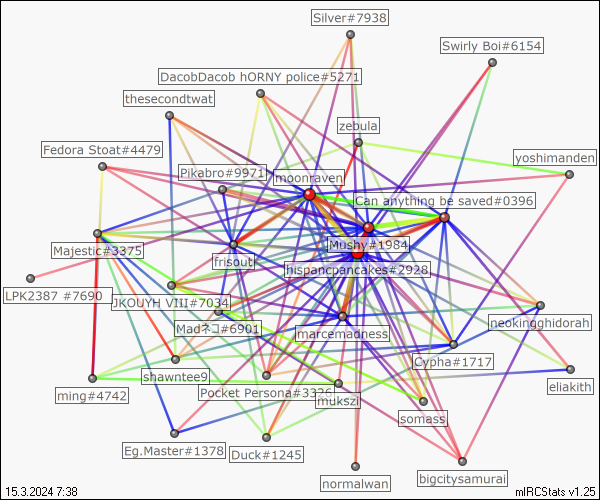 Silver#7938
Swirly Boi#6154
DacobDacob hORNY police#5271
thesecondtwat
zebula
Fedora Stoat#4479
yoshimanden
Pikabro#9971
moonraven
Can anything be saved#0396
Mushy#1984
Majestic#3375
frisout
hispancpancakes#2928
LPK2387 #7690
JKOUYH VIII#7034
Madネコ#6901
marcemadness
neokingghidorah
Cypha#1717
shawntee9
eliakith
ming#4742
Pocket Persona#3326
mukszi
somass
Eg.Master#1378
Duck#1245
normalwan
bigcitysamurai
15.3.2024 7:38
mIRCStats v1.25